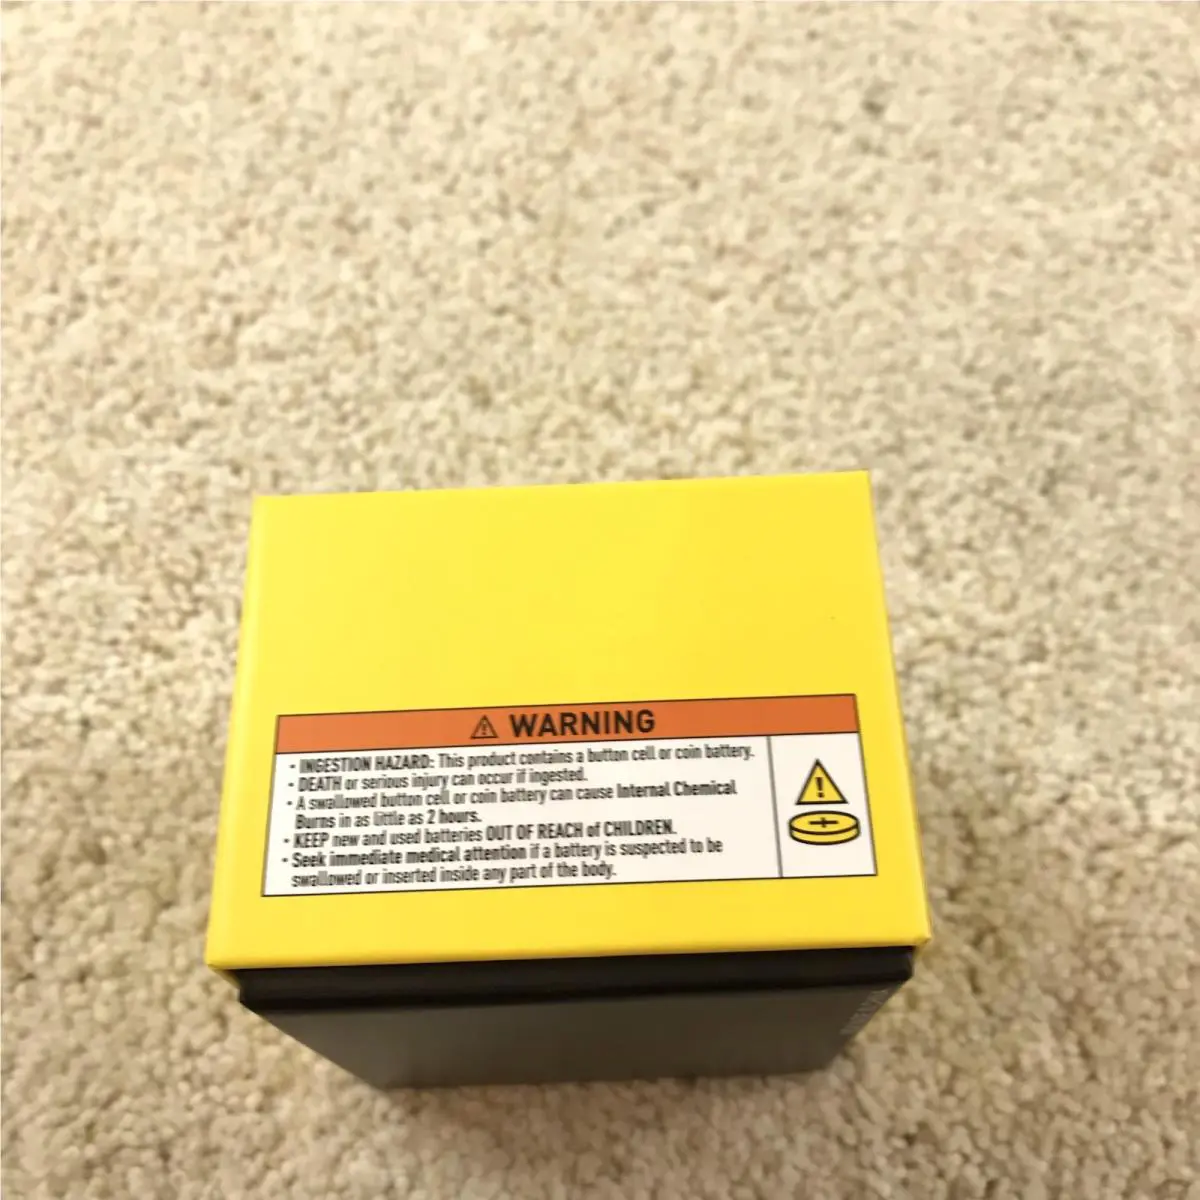 ⚠ WARNING
• INGESTION HAZARD: This product contains a button cell or coin battery.
• DEATH or serious injury can occur if ingested.
• A swallowed button cell or coin battery can cause Internal Chemical
Burns in as little as 2 hours.
• KEEP new and used batteries OUT OF REACH of CHILDREN.
• Seek immediate medical attention if a battery is suspected to be
swallowed or inserted inside any part of the body.